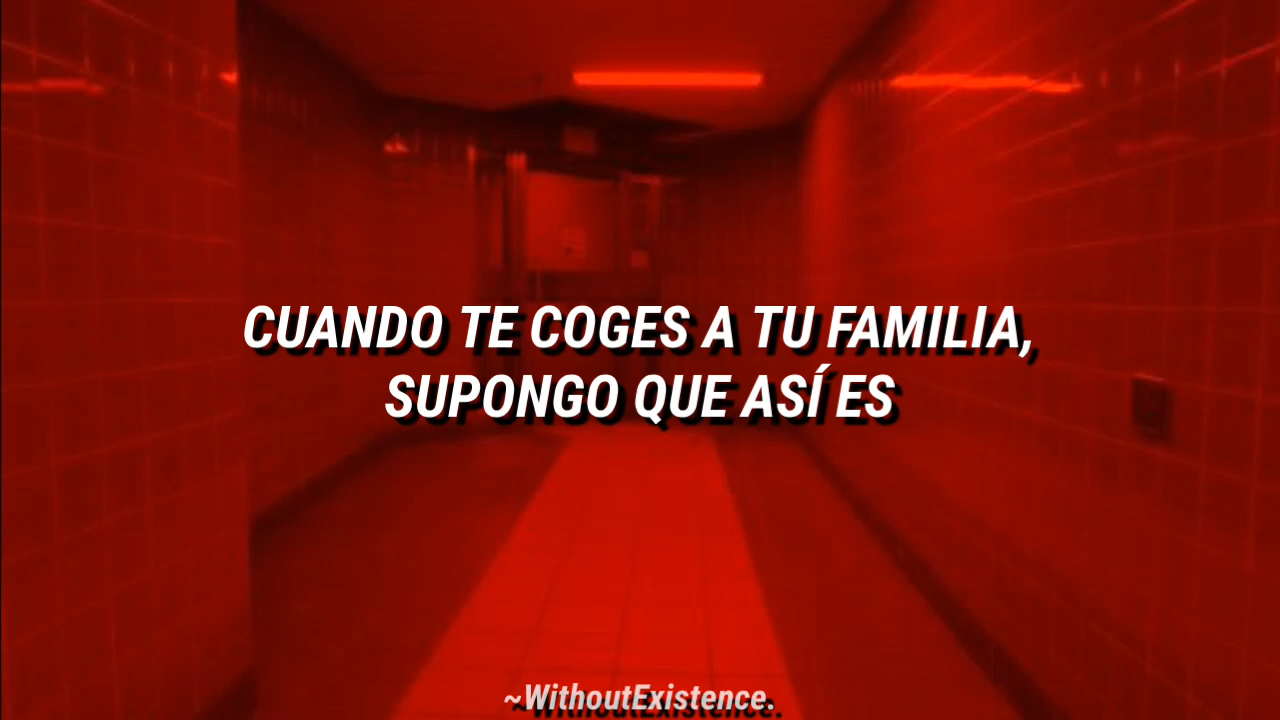 CUANDO TE COGES A TU FAMILIA,
SUPONGO QUE ASÍ ES
~WithoutExistence.